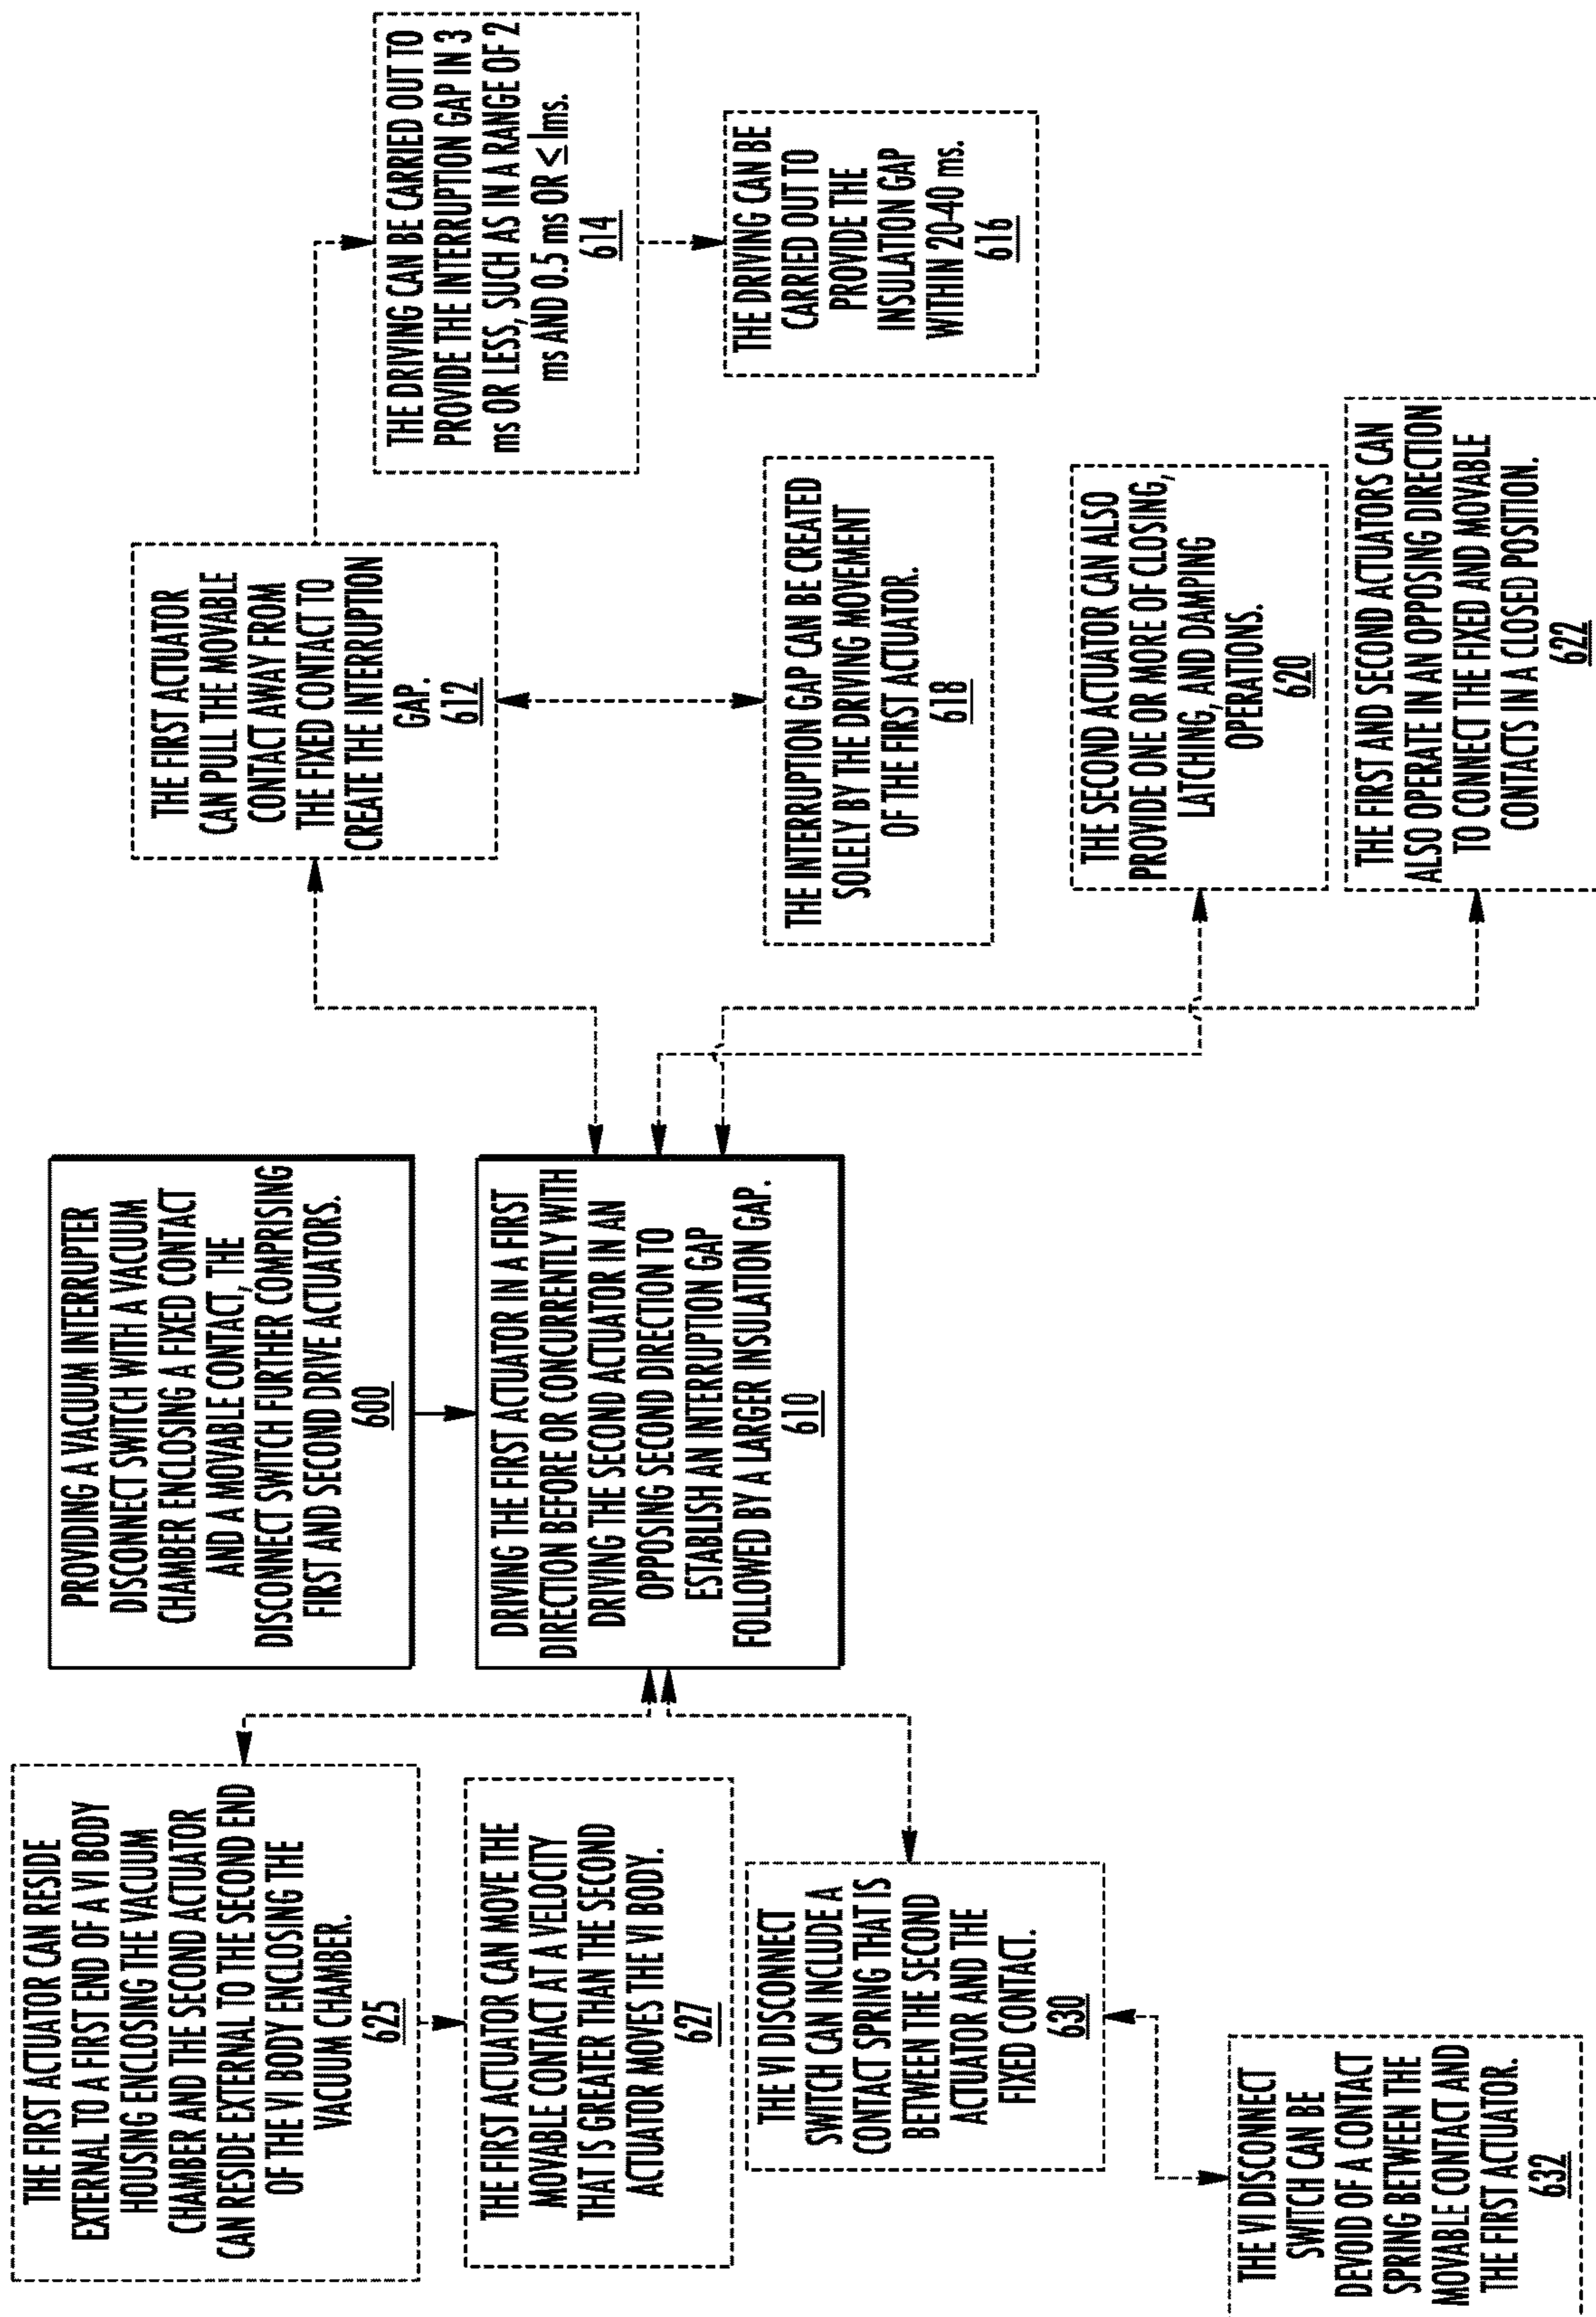 PROVIDING A VACUUM INTERRUPTER
DISCONNECT SWITCH WITH A VACUUM
CHAMBER ENCLOSING A FIXED CONTACT
AND A MOVABLE CONTACT, THE
DISCONNECT SWITCH FURTHER COMPRISING
FIRST AND SECOND DRIVE ACTUATORS.
600
DRIVING THE FIRST ACTUATOR IN A FIRST
DIRECTION BEFORE OR CONCURRENTLY WITH
DRIVING THE SECOND ACTUATOR IN AN
OPPOSING SECOND DIRECTION TO
ESTABLISH AN INTERRUPTION GAP
FOLLOWED BY A LARGER INSULATION GAP.
610
THE FIRST ACTUATOR
CAN PULL THE MOVABLE
CONTACT AWAY FROM
THE FIXED CONTACT TO
CREATE THE INTERRUPTION
GAP.
612
THE DRIVING CAN BE CARRIED OUT TO
PROVIDE THE INTERRUPTION GAP IN 3
ms OR LESS, SUCH AS IN A RANGE OF 2
ms AND 0.5 ms OR ≤ 1ms.
614
THE DRIVING CAN BE
CARRIED OUT TO
PROVIDE THE
INSULATION GAP
WITHIN 20-40 ms.
616
THE INTERRUPTION GAP CAN BE CREATED
SOLELY BY THE DRIVING MOVEMENT
OF THE FIRST ACTUATOR.
618
THE SECOND ACTUATOR CAN ALSO
PROVIDE ONE OR MORE OF CLOSING,
LATCHING, AND DAMPING
OPERATIONS.
620
THE FIRST AND SECOND ACTUATORS CAN
ALSO OPERATE IN AN OPPOSING DIRECTION
TO CONNECT THE FIXED AND MOVABLE
CONTACTS IN A CLOSED POSITION.
622
THE FIRST ACTUATOR CAN RESIDE
EXTERNAL TO A FIRST END OF A VI BODY
HOUSING ENCLOSING THE VACUUM
CHAMBER AND THE SECOND ACTUATOR
CAN RESIDE EXTERNAL TO THE SECOND END
OF THE VI BODY ENCLOSING THE
VACUUM CHAMBER.
625
THE FIRST ACTUATOR CAN MOVE THE
MOVABLE CONTACT AT A VELOCITY
THAT IS GREATER THAN THE SECOND
ACTUATOR MOVES THE VI BODY.
627
THE VI DISCONNECT
SWITCH CAN INCLUDE A
CONTACT SPRING THAT IS
BETWEEN THE SECOND
ACTUATOR AND THE
FIXED CONTACT.
630
THE VI DISCONNECT
SWITCH CAN BE
DEVOID OF A CONTACT
SPRING BETWEEN THE
MOVABLE CONTACT AND
THE FIRST ACTUATOR.
632